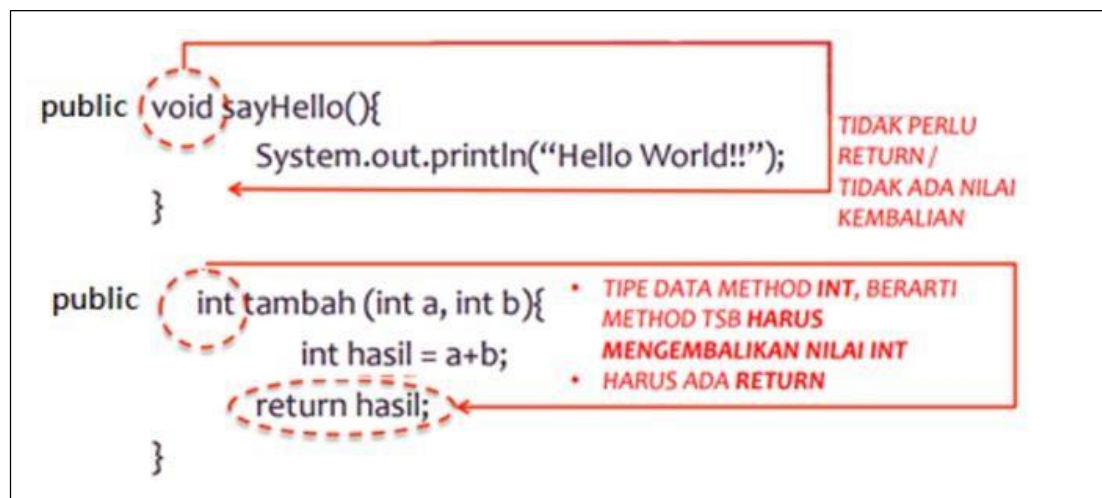 public void sayHello(){
System.out.println(“Hello World!!”);
}
TIDAK PERLU
RETURN /
TIDAK ADA NILAI
KEMBALIAN
public int tambah (int a, int b){
int hasil = a+b;
return hasil;
}
• TIPE DATA METHOD INT, BERARTI
METHOD TSB HARUS
MENGEMBALIKAN NILAI INT
• HARUS ADA RETURN